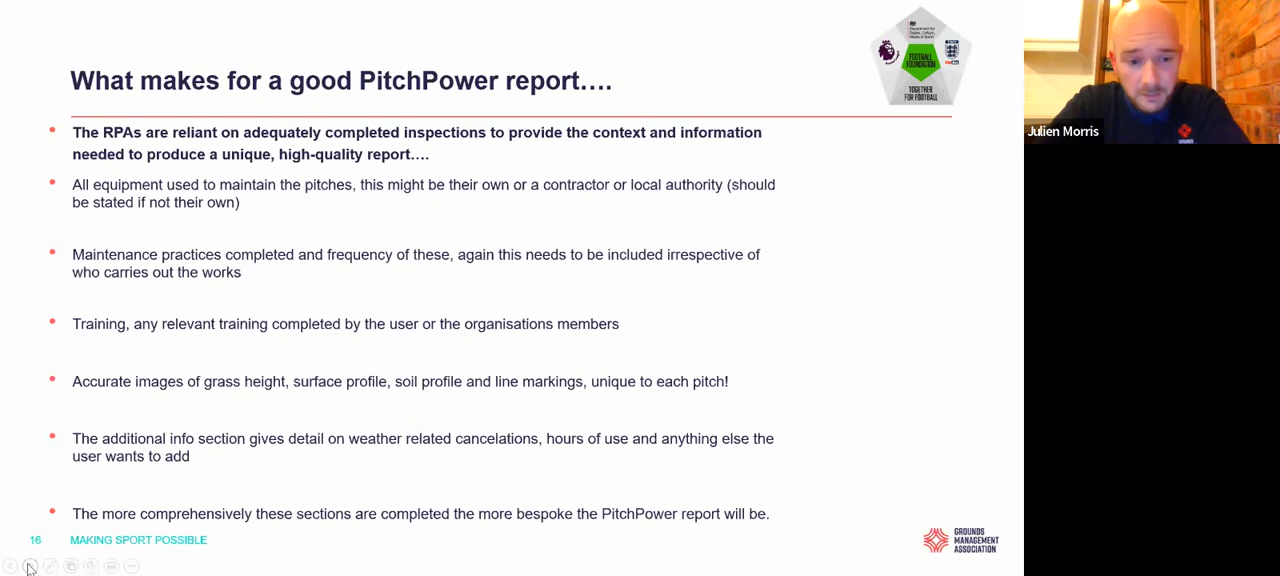 What makes for a good PitchPower report....
Department for
Digital, Culture,
Media & Sport
FOOTBALL
FOUNDATION
TOGETHER
FOR FOOTBALL
The RPAs are reliant on adequately completed inspections to provide the context and information
needed to produce a unique, high-quality report....
All equipment used to maintain the pitches, this might be their own or a contractor or local authority (should
be stated if not their own)
Maintenance practices completed and frequency of these, again this needs to be included irrespective of
who carries out the works
Training, any relevant training completed by the user or the organisations members
Accurate images of grass height, surface profile, soil profile and line markings, unique to each pitch!
The additional info section gives detail on weather related cancelations, hours of use and anything else the
user wants to add
The more comprehensively these sections are completed the more bespoke the PitchPower report will be.
16 MAKING SPORT POSSIBLE
GROUNDS
MANAGEMENT
ASSOCIATION
Julien Morris
GROUNDS